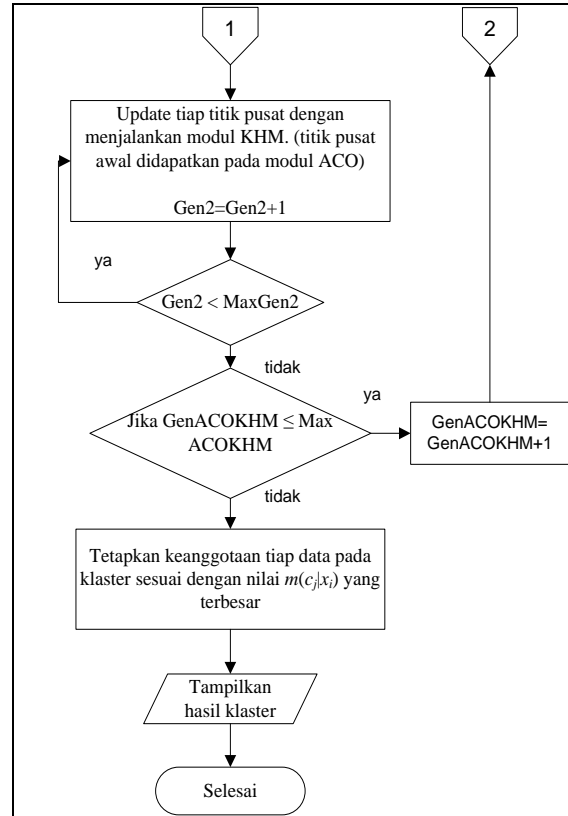 1
2
Update tiap titik pusat dengan
menjalankan modul KHM. (titik pusat
awal didapatkan pada modul ACO)
Gen2=Gen2+1
ya
Gen2 < MaxGen2
tidak
ya
Jika GenACOKHM ≤ Max
ACOKHM
GenACOKHM=
GenACOKHM+1
tidak
Tetapkan keanggotaan tiap data pada
klaster sesuai dengan nilai m(cj|xi) yang
terbesar
Tampilkan
hasil klaster
Selesai